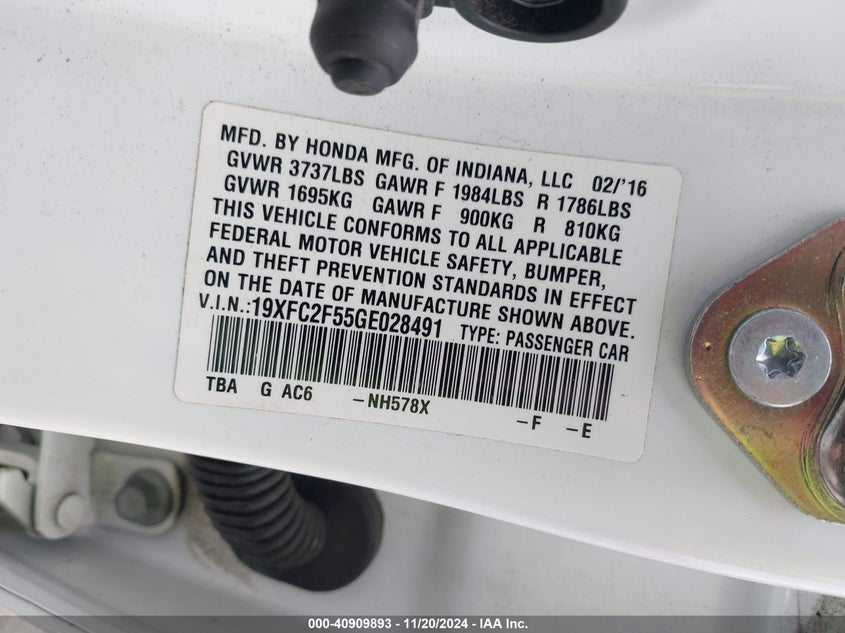 MFD. BY HONDA MFG. OF INDIANA, LLC 02/'16
GVWR 3737LBS GAWR F 1984LBS R 1786LBS
GVWR 1695KG GAWR F 900KG R 810KG
THIS VEHICLE CONFORMS TO ALL APPLICABLE
FEDERAL MOTOR VEHICLE SAFETY, BUMPER,
AND THEFT PREVENTION STANDARDS IN EFFECT
ON THE DATE OF MANUFACTURE SHOWN ABOVE.
V.I.N.:19XFC2F55GE028491 TYPE: PASSENGER CAR
TBA G AC6 -NH578X -F -E
000-40909893 - 11/20/2024 - IAA Inc.